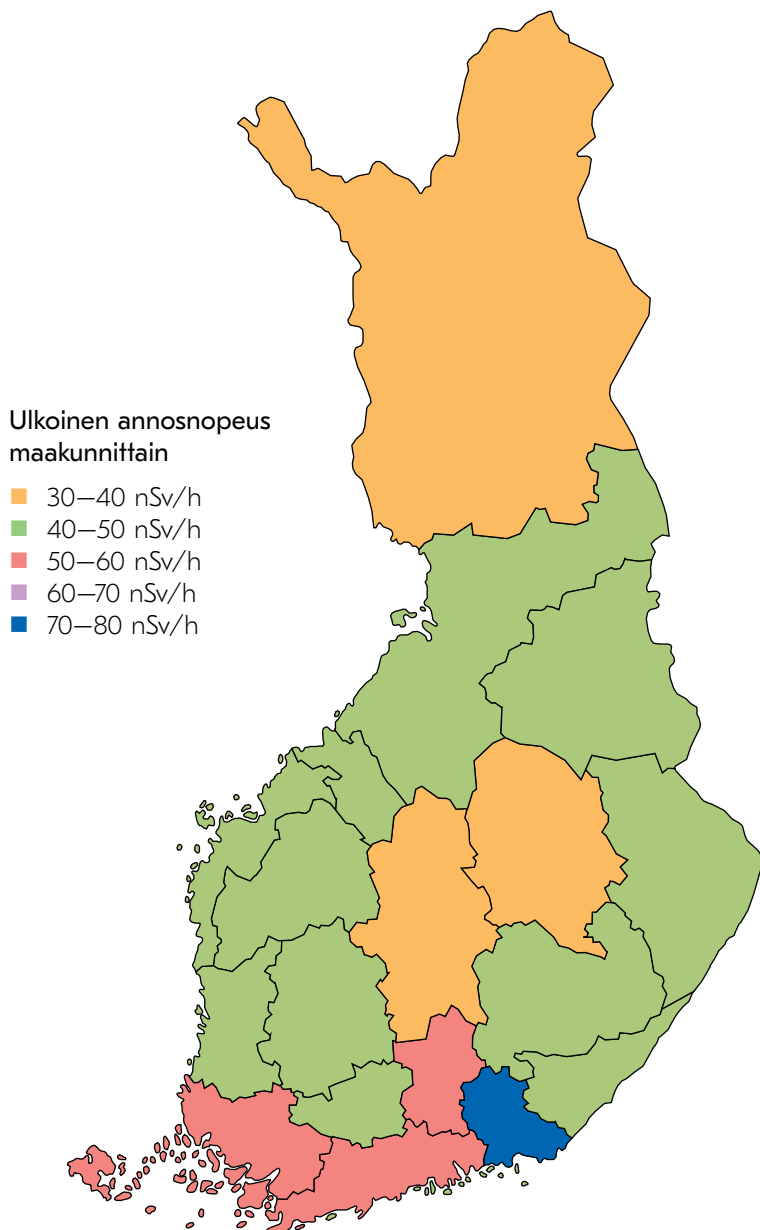 Ulkoinen annosnopeus
maakunnittain
30–40 nSv/h
40–50 nSv/h
50–60 nSv/h
60–70 nSv/h
70–80 nSv/h